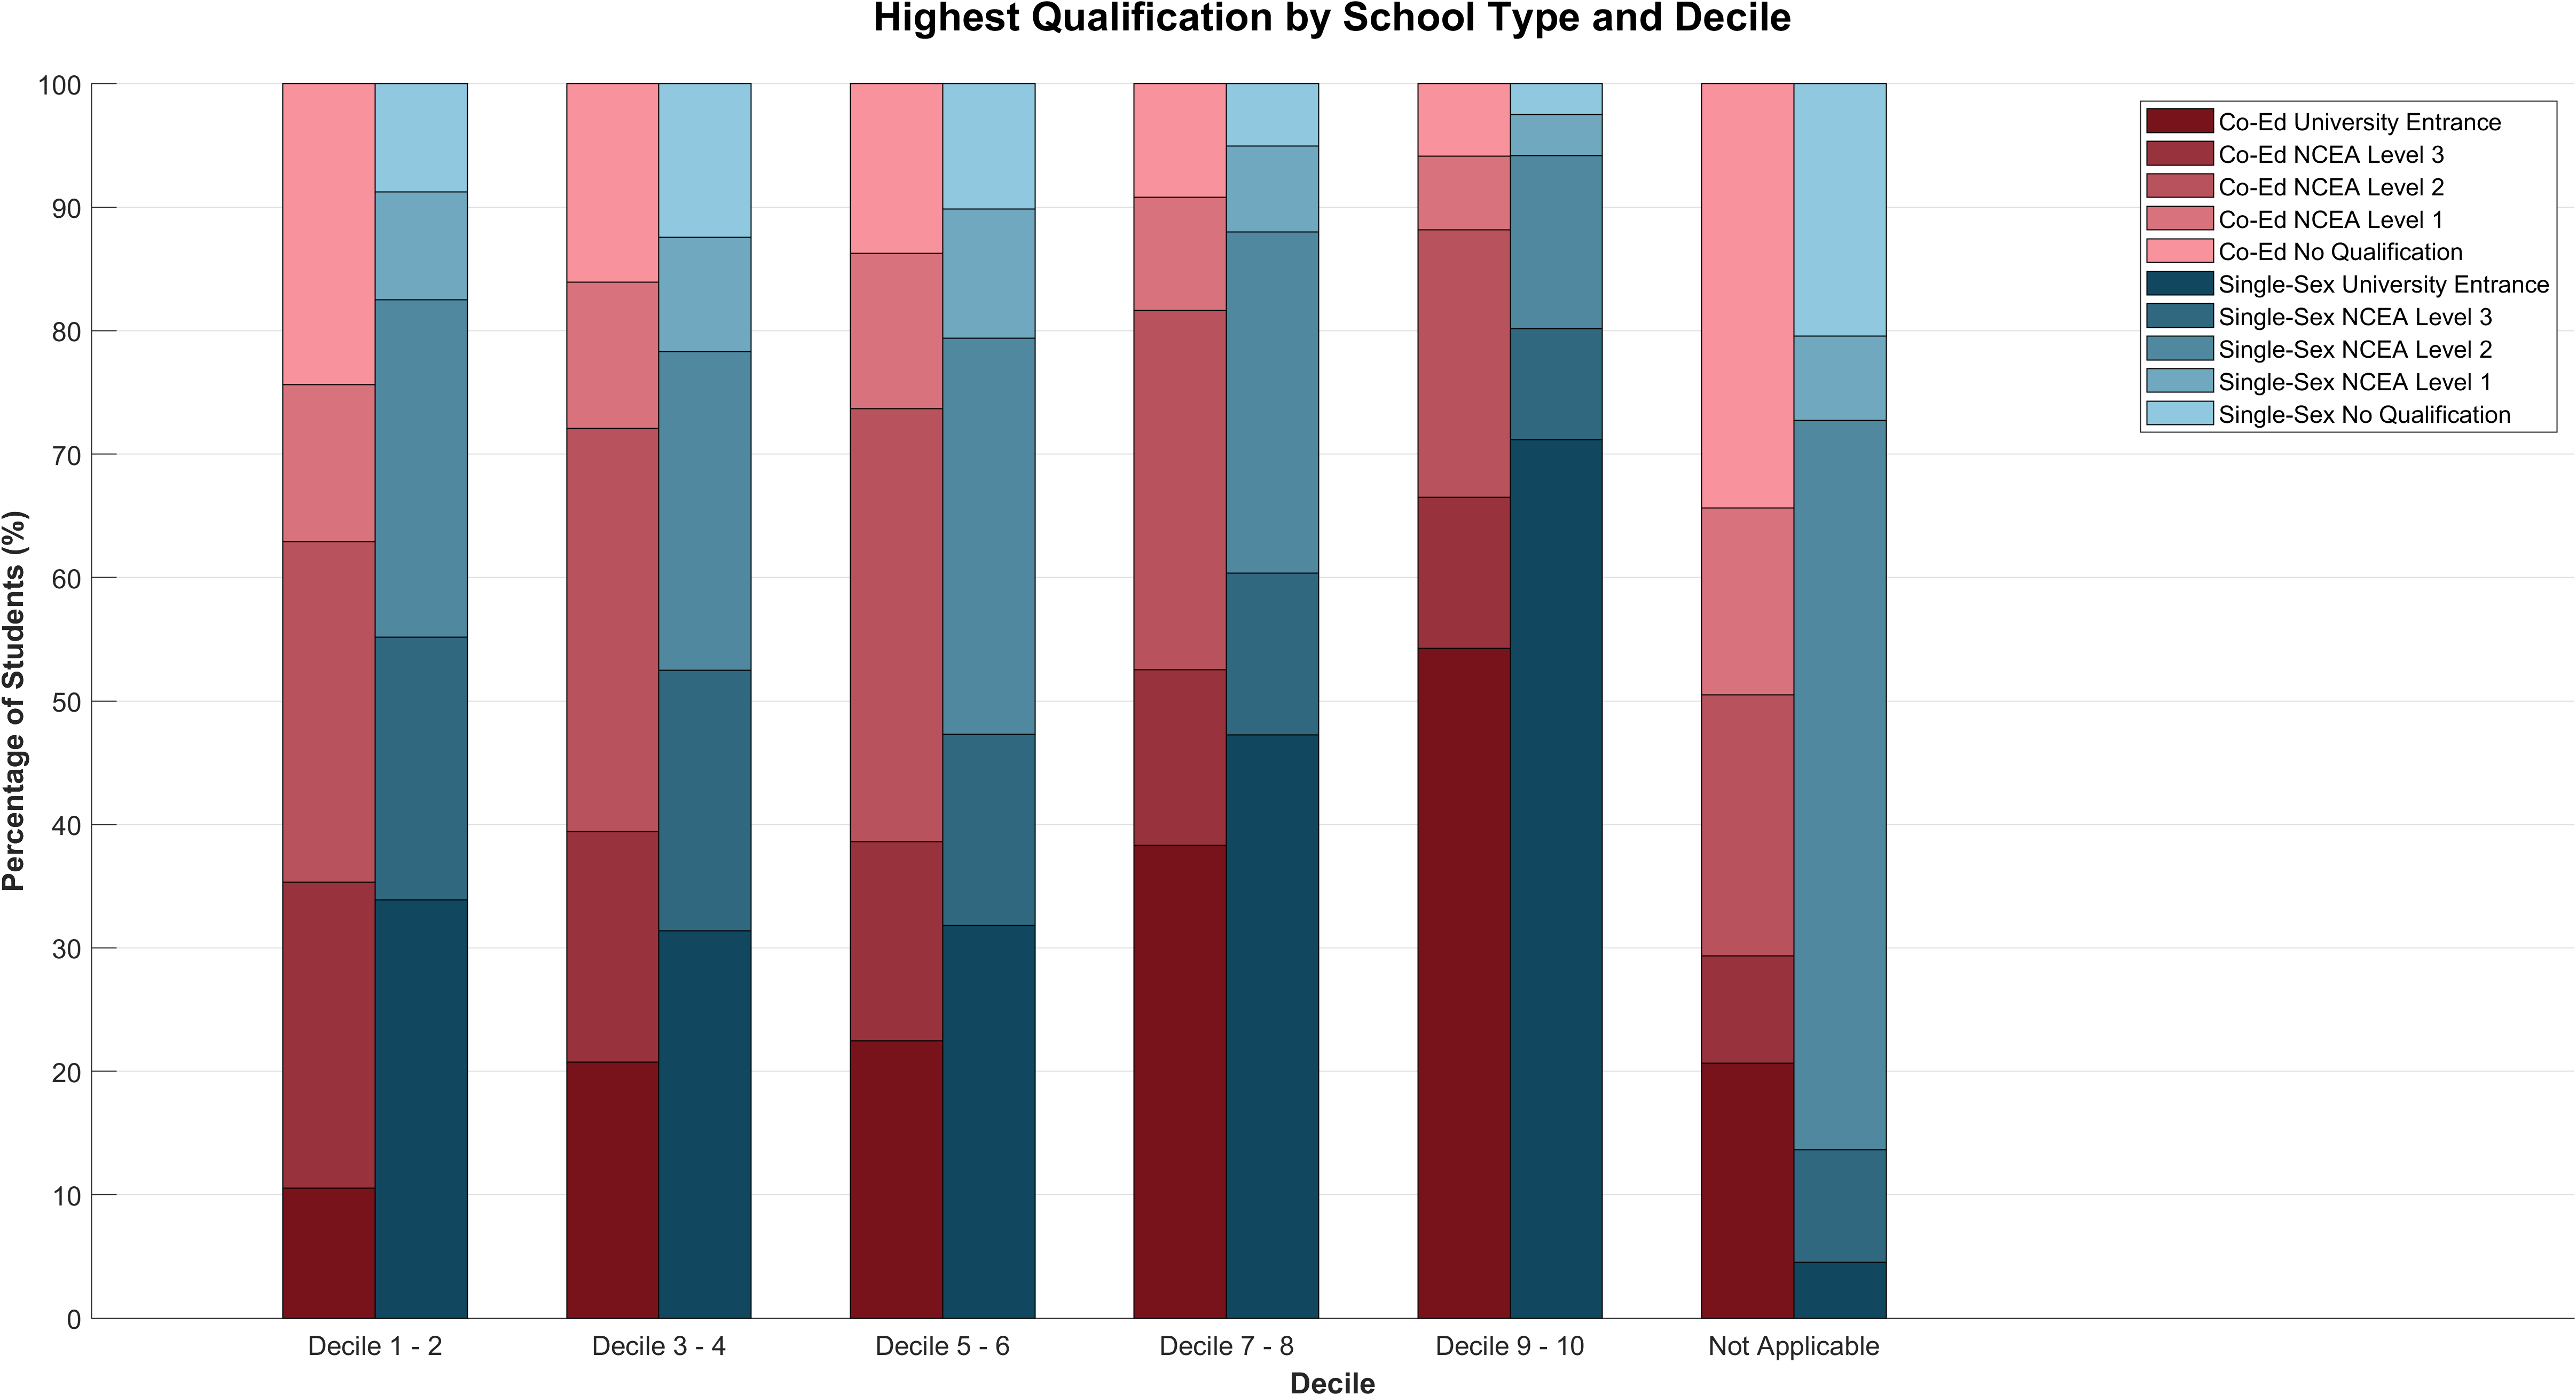 Highest Qualification by School Type and Decile
100
90
80
70
60
50
40
30
20
10
0
Percentage of Students (%)
Co-Ed University Entrance
Co-Ed NCEA Level 3
Co-Ed NCEA Level 2
Co-Ed NCEA Level 1
Co-Ed No Qualification
Single-Sex University Entrance
Single-Sex NCEA Level 3
Single-Sex NCEA Level 2
Single-Sex NCEA Level 1
Single-Sex No Qualification
Decile 1 - 2
Decile 3 - 4
Decile 5 - 6
Decile 7 - 8
Decile 9 - 10
Not Applicable
Decile